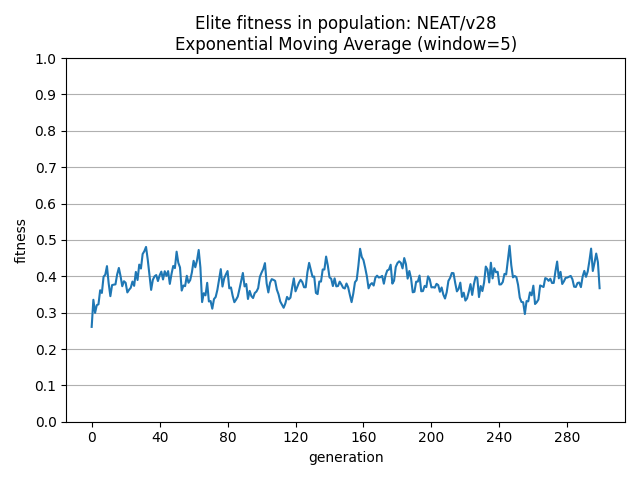 Elite fitness in population: NEAT/v28
Exponential Moving Average (window=5)
1.0
0.9
0.8
0.7
0.6
0.5
0.4
0.3
0.2
0.1
0.0
fitness
0 40 80 120 160 200 240 280
generation